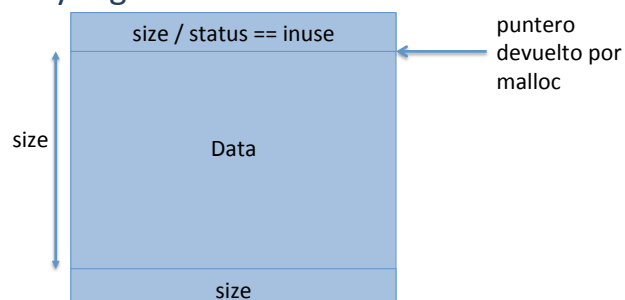 size / status == inuse
puntero
devuelto por
malloc
size
Data
size